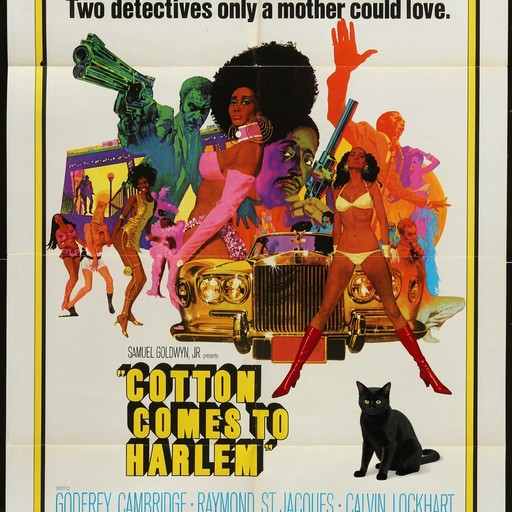 Two detectives only a mother could love.
SAMUEL GOLDWYN, JR. presents
"COTTON
COMES TO
HARLEM"
GODFREY CAMBRIDGE · RAYMOND ST. JACQUES · CALVIN LOCKHART